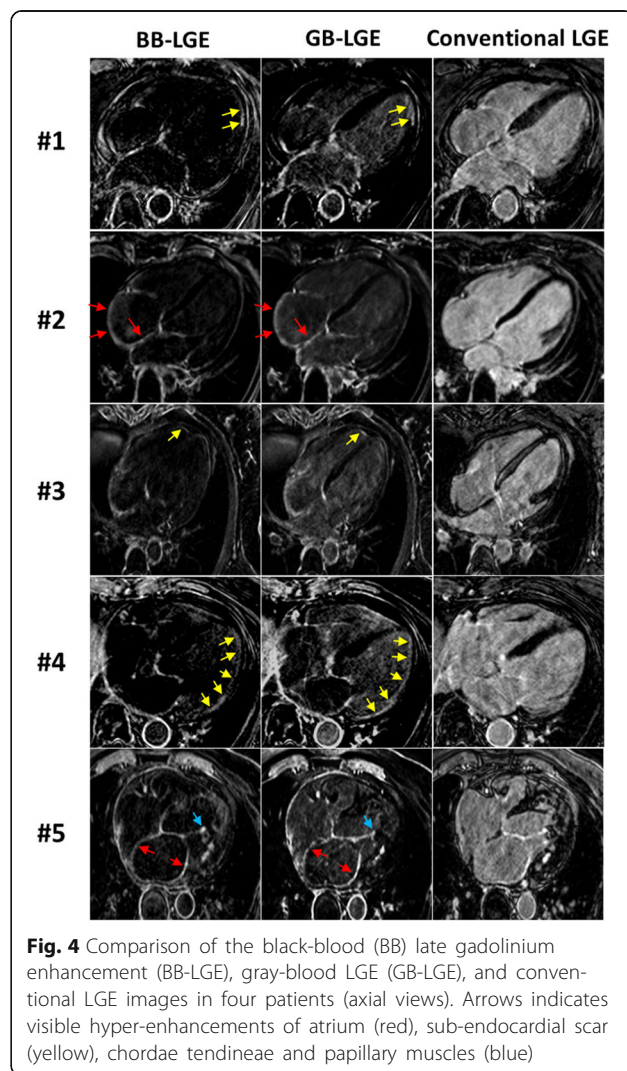 BB-LGE GB-LGE Conventional LGE
#1
#2
#3
#4
#5
Fig. 4 Comparison of the black-blood (BB) late gadolinium
enhancement (BB-LGE), gray-blood LGE (GB-LGE), and conven-
tional LGE images in four patients (axial views). Arrows indicates
visible hyper-enhancements of atrium (red), sub-endocardial scar
(yellow), chordae tendineae and papillary muscles (blue)